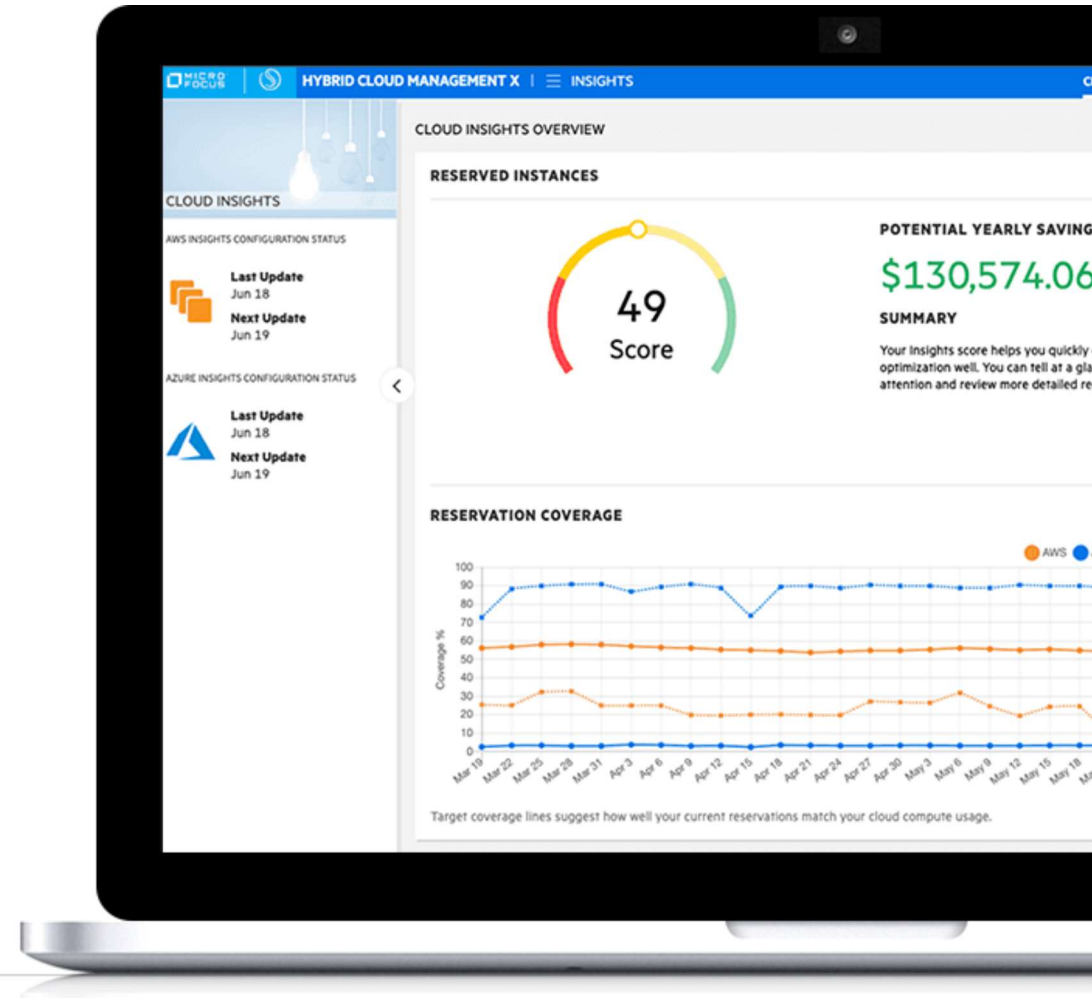 MICRO
FOCUS
HYBRID CLOUD MANAGEMENT X | INSIGHTS
CLOUD INSIGHTS
AWS INSIGHTS CONFIGURATION STATUS
Last Update
Jun 18
Next Update
Jun 19
AZURE INSIGHTS CONFIGURATION STATUS
Last Update
Jun 18
Next Update
Jun 19
CLOUD INSIGHTS OVERVIEW
RESERVED INSTANCES
49
Score
POTENTIAL YEARLY SAVING
$130,574.06
SUMMARY
Your Insights score helps you quickly
optimization well. You can tell at a gla
attention and review more detailed re
RESERVATION COVERAGE
AWS
Coverage %
100
90
80
70
60
50
40
30
20
10
0
Mar 19 Mar 22 Mar 25 Mar 28 Mar 31 Apr 3 Apr 6 Apr 9 Apr 12 Apr 15 Apr 18 Apr 21 Apr 24 Apr 27 Apr 30 May 3 May 6 May 9 May 12 May 15 May 18
Target coverage lines suggest how well your current reservations match your cloud compute usage.